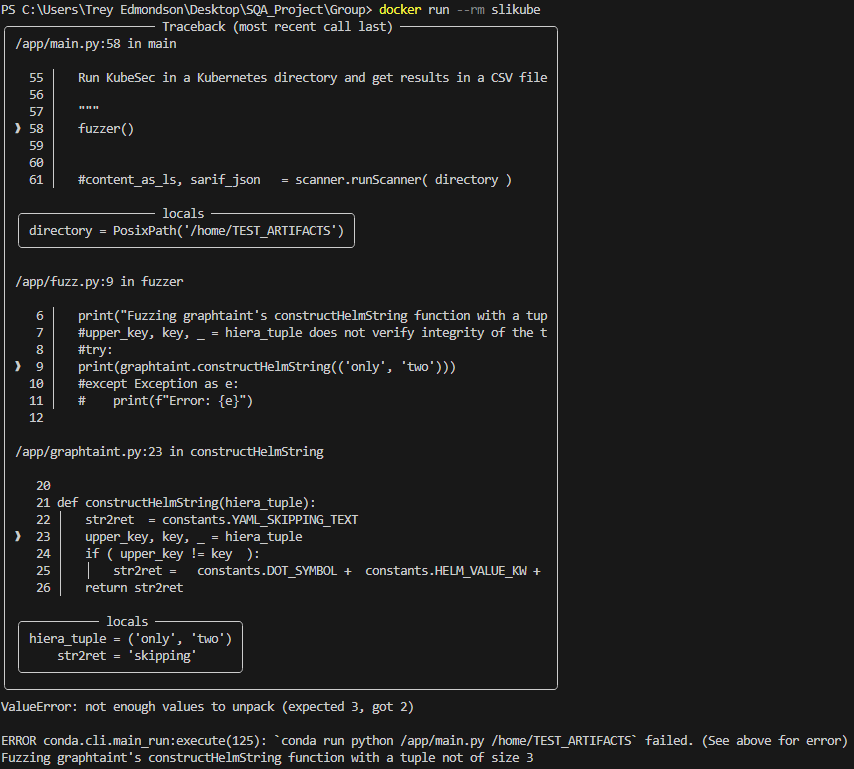 PS C:\Users\Trey Edmondson\Desktop\SQA_Project\Group> docker run --rm slikube
Traceback (most recent call last)
/app/main.py:58 in main
55 Run KubeSec in a Kubernetes directory and get results in a CSV file
56
57 """
❱ 58 fuzzer()
59
60
61 #content_as_ls, sarif_json   = scanner.runScanner( directory )
locals
directory = PosixPath('/home/TEST_ARTIFACTS')
/app/fuzz.py:9 in fuzzer
6 print("Fuzzing graphtaint's constructHelmString function with a tup
7 #upper_key, key, _ = hiera_tuple does not verify integrity of the t
8 #try:
❱ 9 print(graphtaint.constructHelmString(('only', 'two')))
10 #except Exception as e:
11 #    print(f"Error: {e}")
12
/app/graphtaint.py:23 in constructHelmString
20
21 def constructHelmString(hiera_tuple):
22 str2ret  = constants.YAML_SKIPPING_TEXT
❱ 23 upper_key, key, _ = hiera_tuple
24 if ( upper_key != key  ):
25 str2ret =   constants.DOT_SYMBOL +  constants.HELM_VALUE_KW +
26 return str2ret
locals
hiera_tuple = ('only', 'two')
str2ret = 'skipping'
ValueError: not enough values to unpack (expected 3, got 2)
ERROR conda.cli.main_run:execute(125): `conda run python /app/main.py /home/TEST_ARTIFACTS` failed. (See above for error)
Fuzzing graphtaint's constructHelmString function with a tuple not of size 3